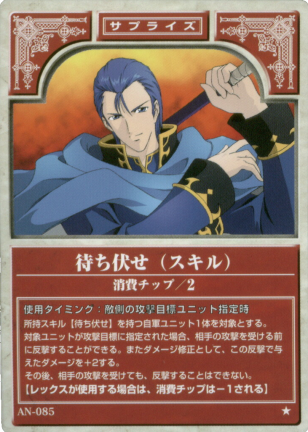 サプライズ
待ち伏せ（スキル）
消費チップ／2
使用タイミング：敵側の攻撃目標ユニット指定時
所持スキル【待ち伏せ】を持つ自軍ユニット1体を対象とする。
対象ユニットが攻撃目標に指定された場合、相手の攻撃を受ける前
に反撃することができる。またダメージ修正として、この反撃で与
えたダメージを+2する。
その後、相手の攻撃を受けても、反撃することはできない。
【レックスが使用する場合は、消費チップは－1される】
AN-085
★